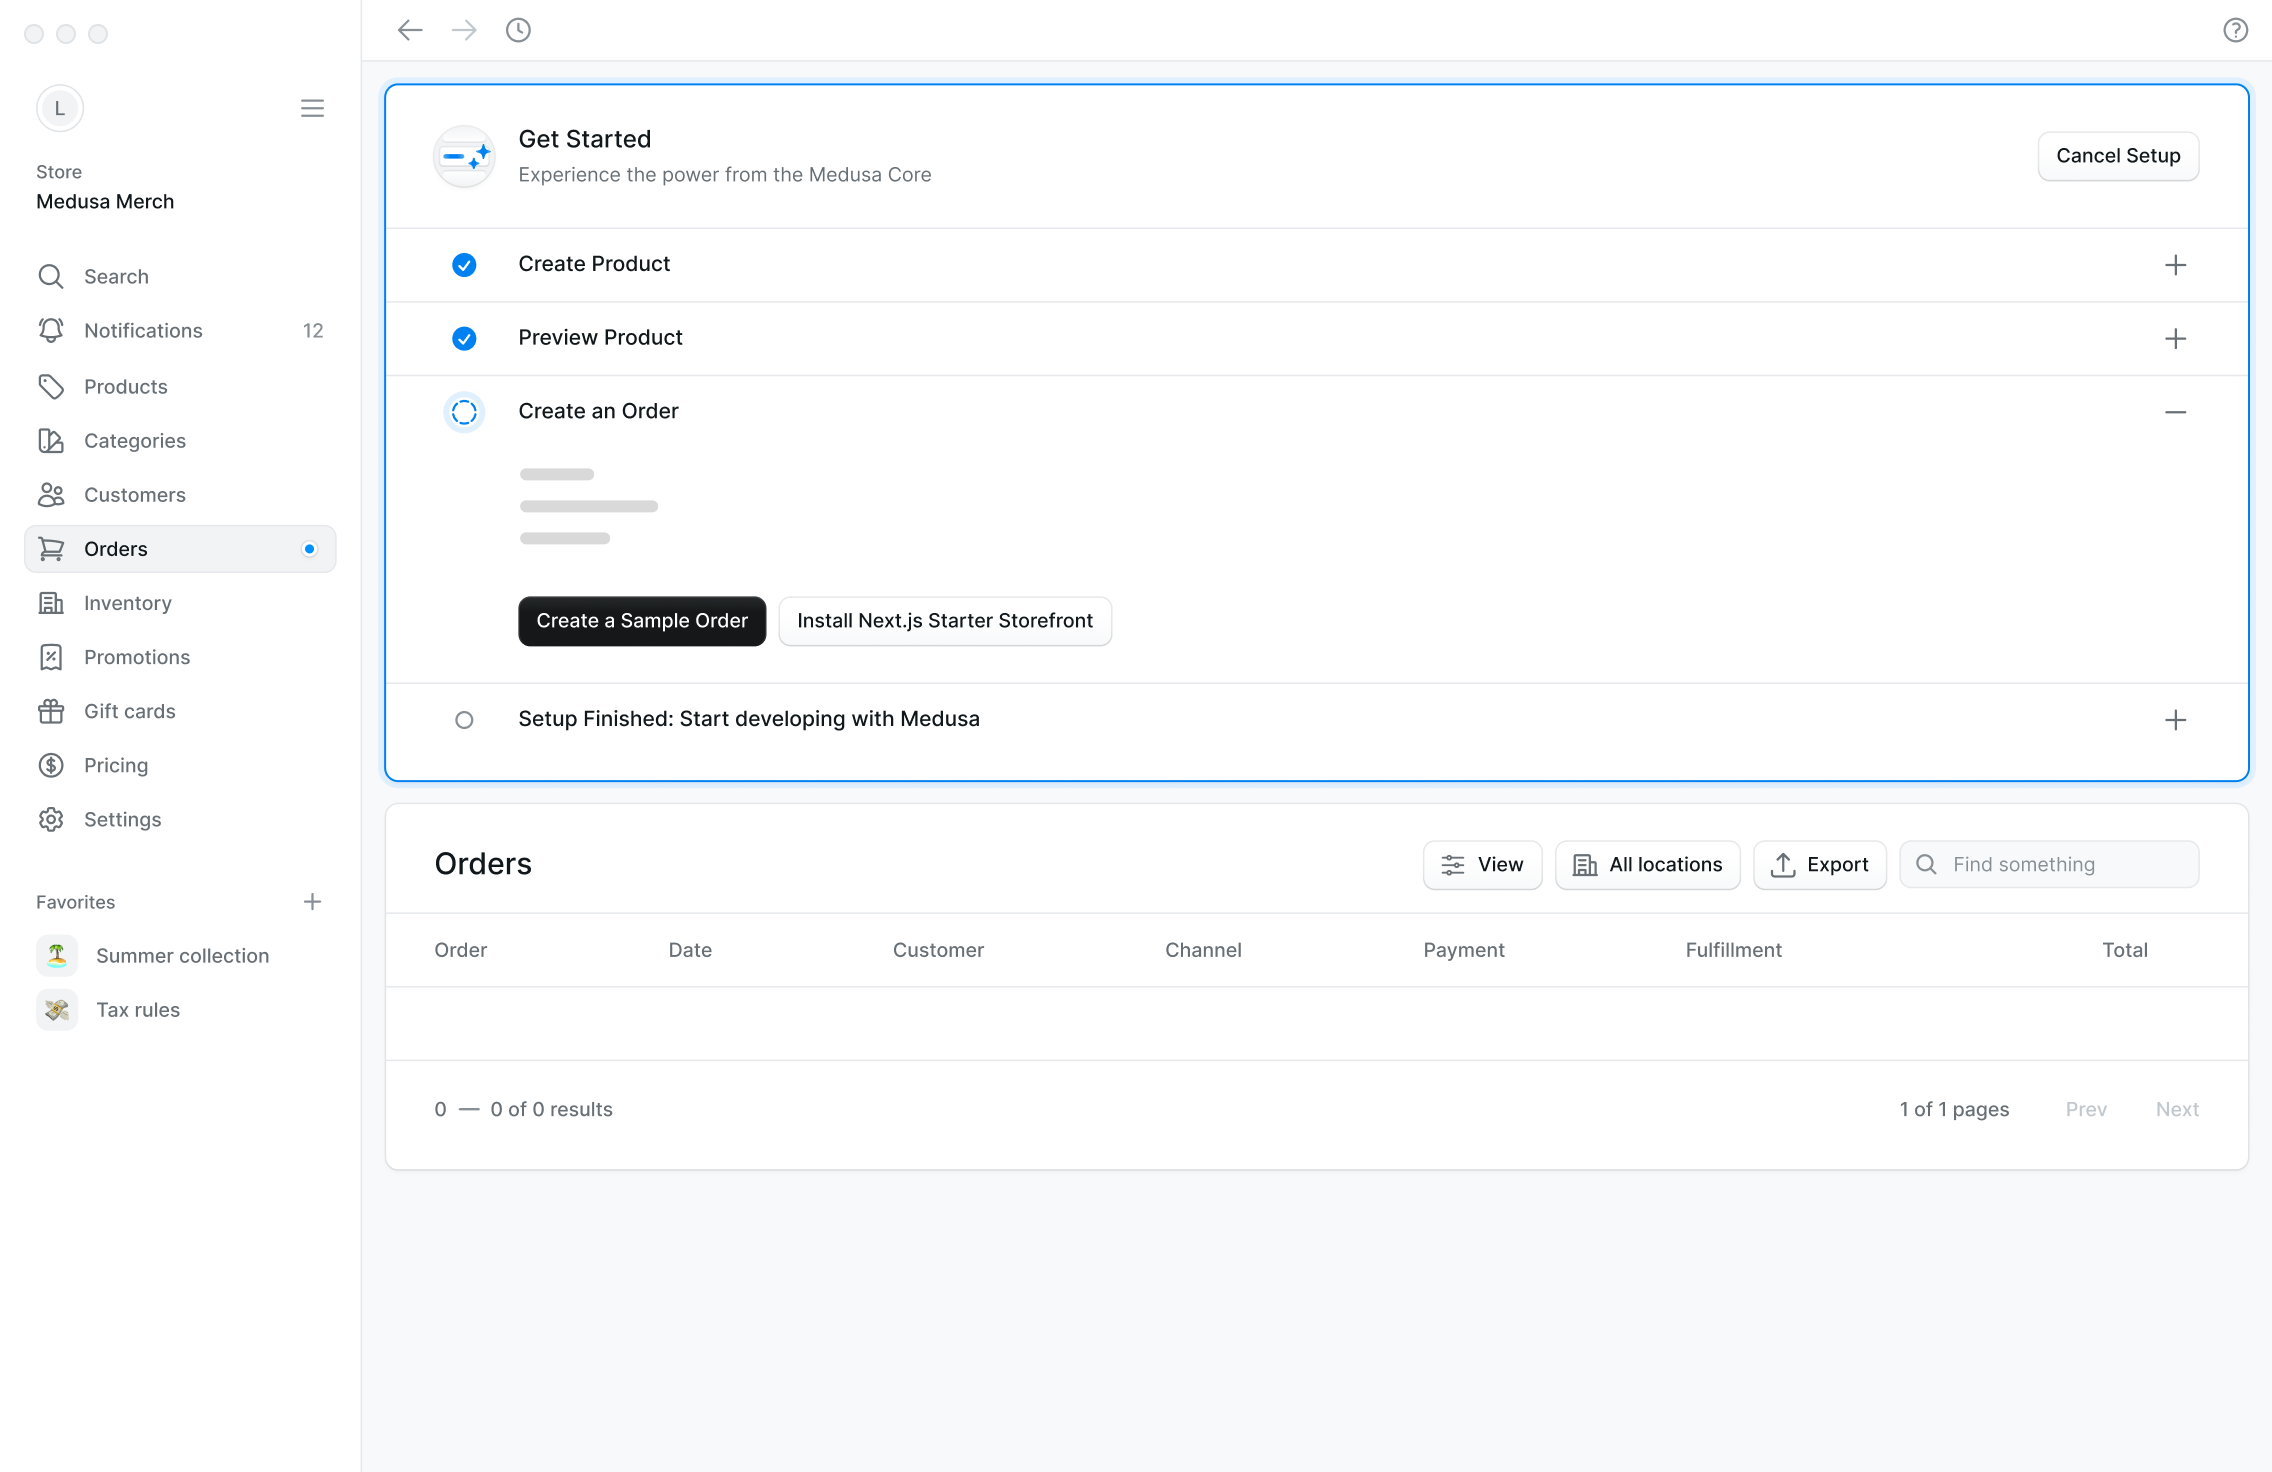 L
Store
Medusa Merch
Search
Notifications 12
Products
Categories
Customers
Orders
Inventory
Promotions
Gift cards
Pricing
Settings
Favorites
Summer collection
Tax rules
Get Started
Experience the power from the Medusa Core
Cancel Setup
Create Product
Preview Product
Create an Order
Create a Sample Order Install Next.js Starter Storefront
Setup Finished: Start developing with Medusa
Orders View All locations Export Find something
Order Date Customer Channel Payment Fulfillment Total
0 — 0 of 0 results 1 of 1 pages Prev Next